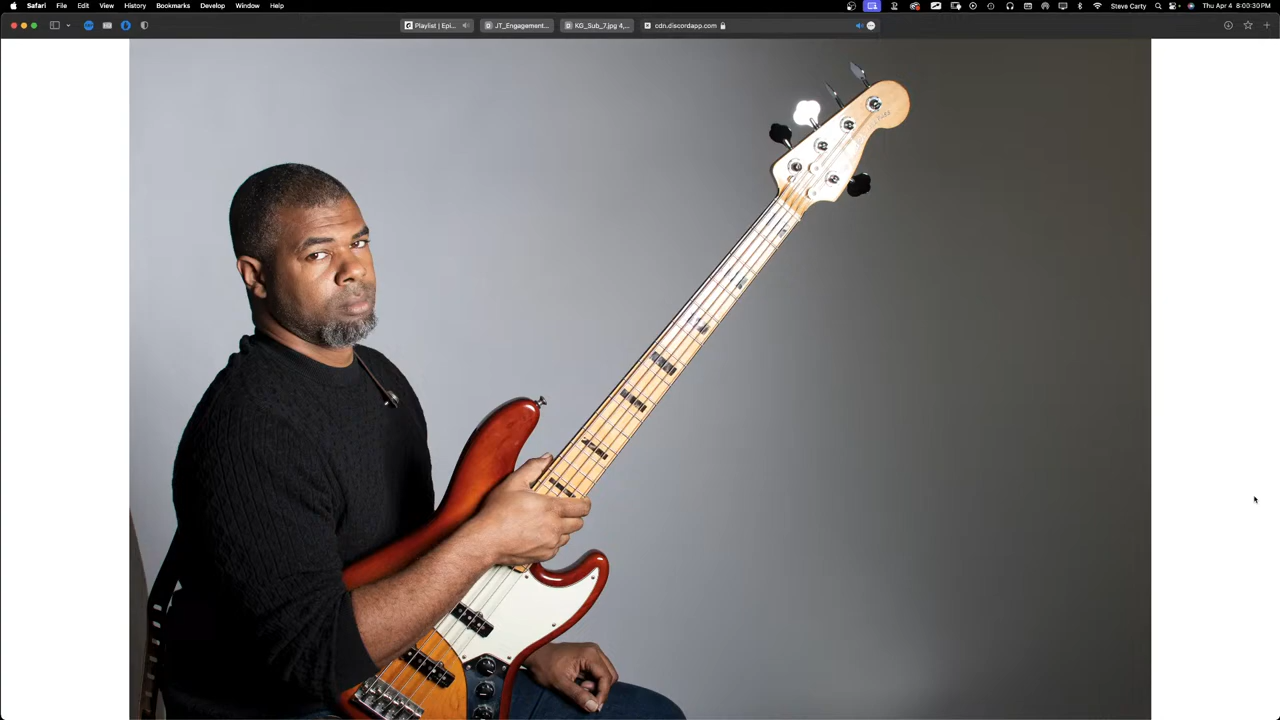 Safari File Edit View History Bookmarks Develop Window Help Steve Carty Thu Apr 4 8:00:30 PM
Playlist | Epi... JT_Engagement... KG_Sub_7.jpg 4,... cdn.discordapp.com